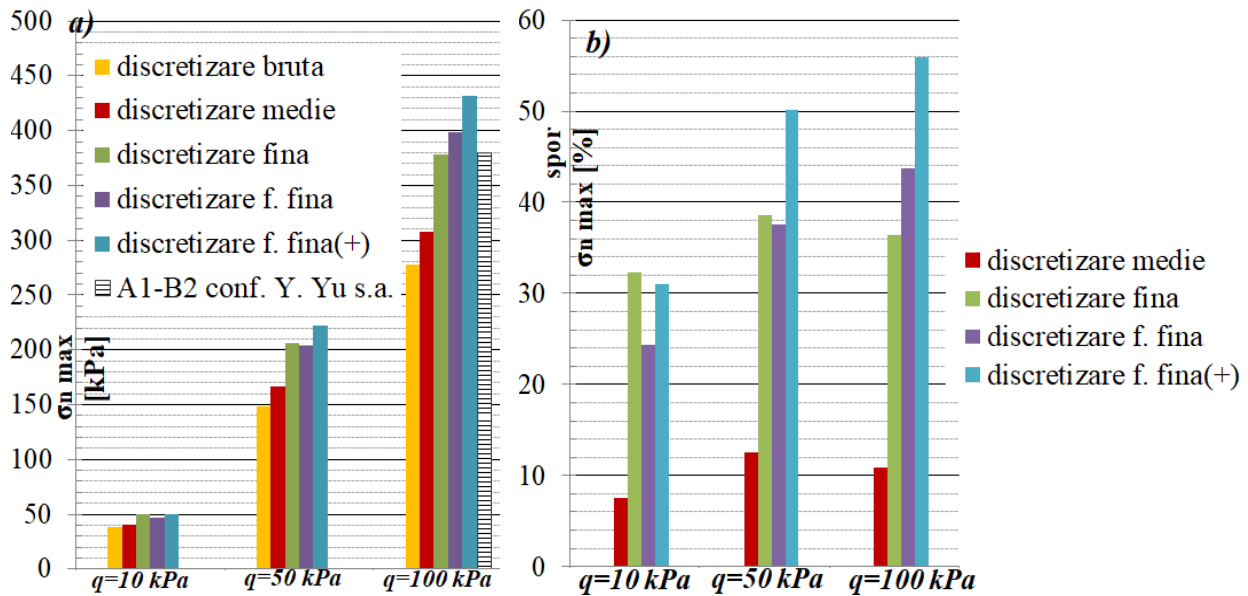 a)
500
450
400
350
300
250
200
150
100
50
0
σn max
[kPa]
discretizare bruta
discretizare medie
discretizare fina
discretizare f. fina
discretizare f. fina(+)
A1-B2 conf. Y. Yu s.a.
q=10 kPa
q=50 kPa
q=100 kPa
b)
60
50
40
30
20
10
0
spor
σn max [%]
q=10 kPa
q=50 kPa
q=100 kPa
discretizare medie
discretizare fina
discretizare f. fina
discretizare f. fina(+)